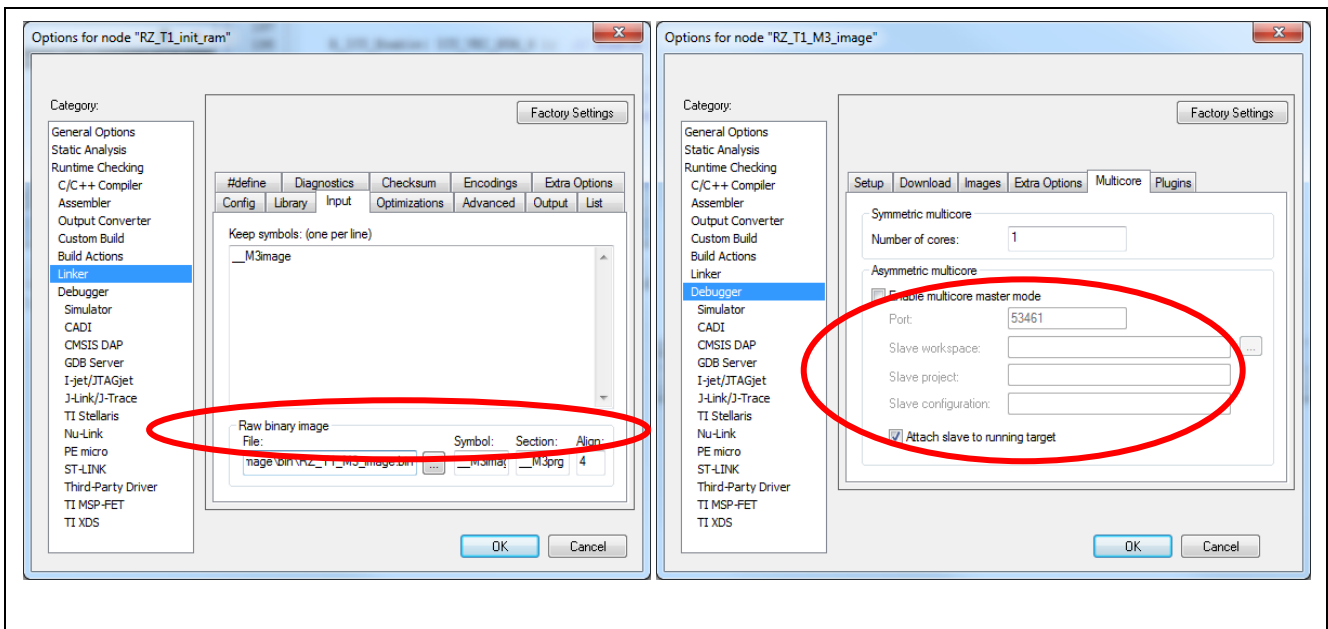 Options for node "RZ_T1_init_ram"
Category:
Factory Settings
General Options
Static Analysis
Runtime Checking
C/C++ Compiler
Assembler
Output Converter
Custom Build
Build Actions
Linker
Debugger
Simulator
CADI
CMSIS DAP
GDB Server
I-jet/JTAGjet
J-Link/J-Trace
TI Stellaris
Nu-Link
PE micro
ST-LINK
Third-Party Driver
TI MSP-FET
TI XDS
#define Diagnostics Checksum Encodings Extra Options
Config Library Input Optimizations Advanced Output List
Keep symbols: (one per line)
__M3image
Raw binary image
File: Symbol: Section: Align:
mage\bin\RZ_T1_M3_image.bin ... __M3imag __M3prg 4
OK Cancel
Options for node "RZ_T1_M3_image"
Category:
Factory Settings
General Options
Static Analysis
Runtime Checking
C/C++ Compiler
Assembler
Output Converter
Custom Build
Build Actions
Linker
Debugger
Simulator
CADI
CMSIS DAP
GDB Server
I-jet/JTAGjet
J-Link/J-Trace
TI Stellaris
Nu-Link
PE micro
ST-LINK
Third-Party Driver
TI MSP-FET
TI XDS
Setup Download Images Extra Options Multicore Plugins
Symmetric multicore
Number of cores: 1
Asymmetric multicore
Enable multicore master mode
Port: 53461
Slave workspace: ...
Slave project:
Slave configuration:
Attach slave to running target
OK Cancel